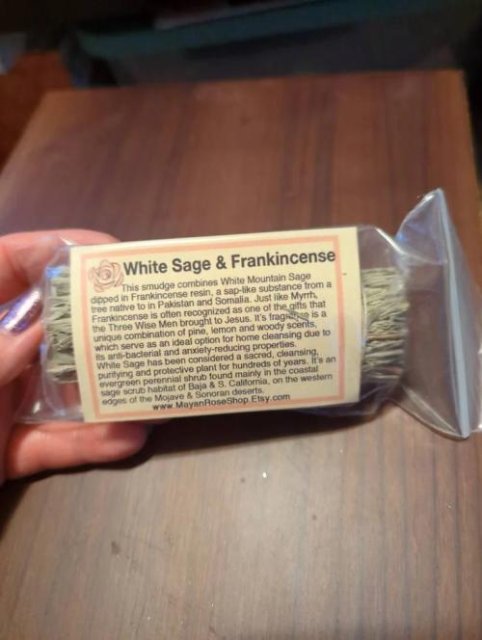 White Sage & Frankincense
This smudge combines White Mountain Sage
dipped in Frankincense resin, a sap-like substance from a
tree native to in Pakistan and Somalia. Just like Myrrh,
Frankincense is often recognized as one of the gifts that
the Three Wise Men brought to Jesus. It's fragrance is a
unique combination of pine, lemon and woody scents,
which serve as an ideal option for home cleansing due to
its anti-bacterial and anxiety-reducing properties.
White Sage has been considered a sacred, cleansing,
purifying and protective plant for hundreds of years. It's an
evergreen perennial shrub found mainly in the coastal
sage scrub habitat of Baja & S. California, on the western
edges of the Mojave & Sonoran deserts.
www.MayanRoseShop.Etsy.com